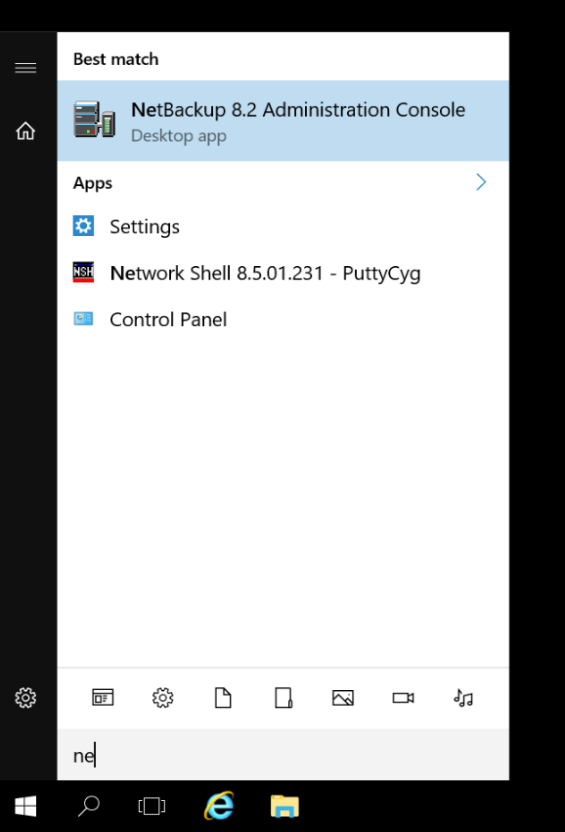 Best match
NetBackup 8.2 Administration Console
Desktop app
Apps
Settings
NSH
Network Shell 8.5.01.231 - PuttyCyg
Control Panel
ne